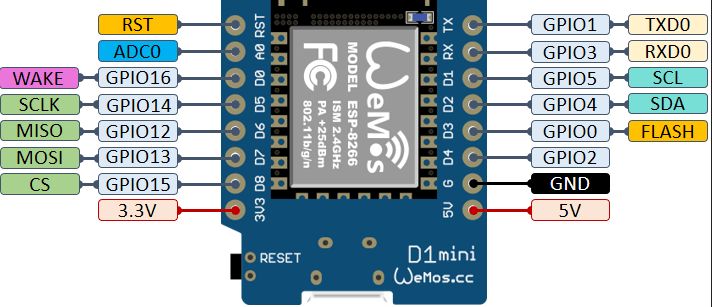 RST RST TX GPIO1 TXD0
ADC0 A0 RX GPIO3 RXD0
WAKE GPIO16 D0 D1 GPIO5 SCL
SCLK GPIO14 D5 D2 GPIO4 SDA
MISO GPIO12 D6 D3 GPIO0 FLASH
MOSI GPIO13 D7 D4 GPIO2
CS GPIO15 D8 G GND
3.3V 3V3 5V 5V
WeMos
MODEL ESP-8266
ISM 2.4GHz
PA +25dBm
802.11b/g/n
FC
RESET
D1mini
WeMos.cc